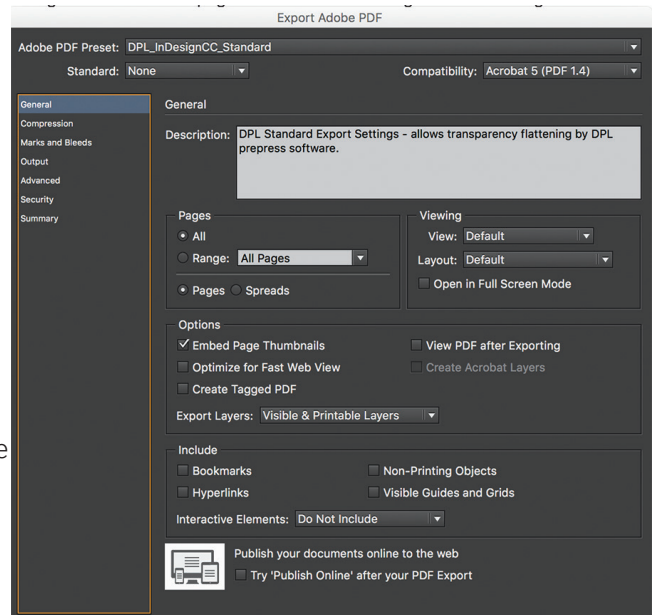 Export Adobe PDF
Adobe PDF Preset: DPL_InDesignCC_Standard
Standard: None Compatibility: Acrobat 5 (PDF 1.4)
General
Compression
Marks and Bleeds
Output
Advanced
Security
Summary
General
Description: DPL Standard Export Settings - allows transparency flattening by DPL
prepress software.
Pages
All
Range: All Pages
Pages Spreads
Viewing
View: Default
Layout: Default
Open in Full Screen Mode
Options
Embed Page Thumbnails View PDF after Exporting
Optimize for Fast Web View Create Acrobat Layers
Create Tagged PDF
Export Layers: Visible & Printable Layers
Include
Bookmarks Non-Printing Objects
Hyperlinks Visible Guides and Grids
Interactive Elements: Do Not Include
Publish your documents online to the web
Try 'Publish Online' after your PDF Export
e